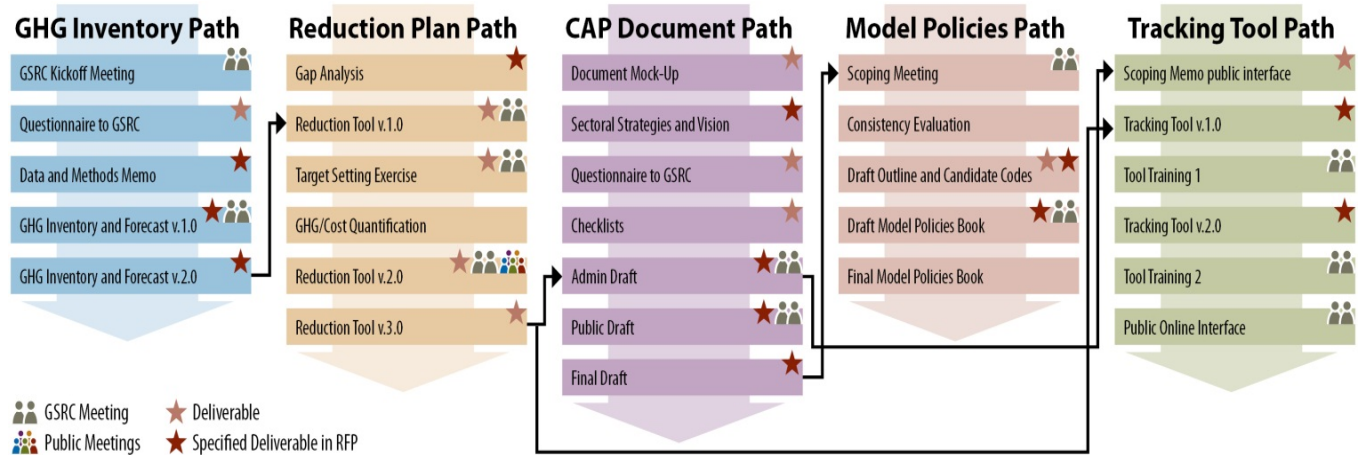 GHG Inventory Path
GSRC Kickoff Meeting
Questionnaire to GSRC
Data and Methods Memo
GHG Inventory and Forecast v.1.0
GHG Inventory and Forecast v.2.0
Reduction Plan Path
Gap Analysis
Reduction Tool v.1.0
Target Setting Exercise
GHG/Cost Quantification
Reduction Tool v.2.0
Reduction Tool v.3.0
CAP Document Path
Document Mock-Up
Sectoral Strategies and Vision
Questionnaire to GSRC
Checklists
Admin Draft
Public Draft
Final Draft
Model Policies Path
Scoping Meeting
Consistency Evaluation
Draft Outline and Candidate Codes
Draft Model Policies Book
Final Model Policies Book
Tracking Tool Path
Scoping Memo public interface
Tracking Tool v.1.0
Tool Training 1
Tracking Tool v.2.0
Tool Training 2
Public Online Interface
GSRC Meeting
Deliverable
Public Meetings
Specified Deliverable in RFP